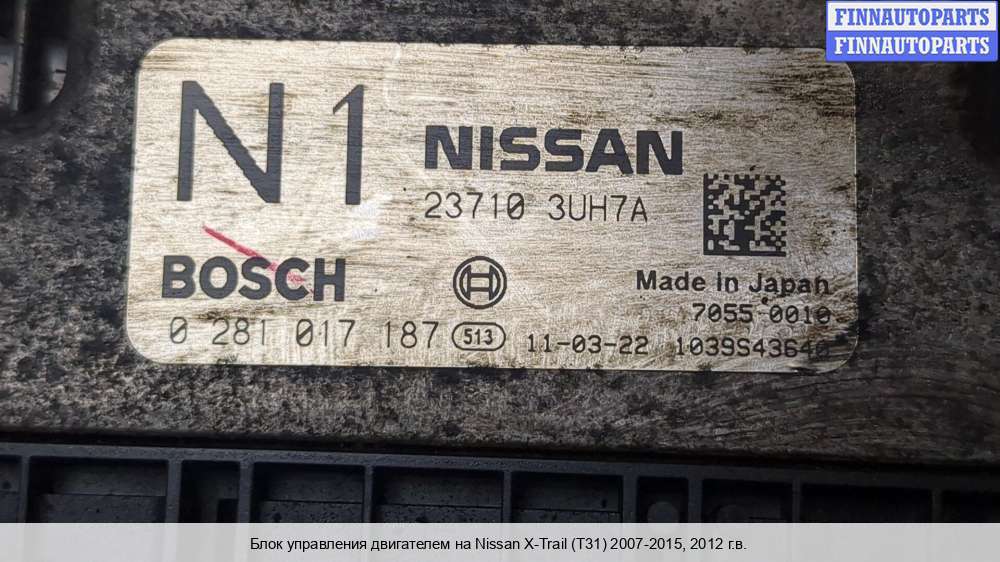 FINNAUTOPARTS
FINNAUTOPARTS
N1
NISSAN
23710 3UH7A
BOSCH
Made in Japan
7055 0010
0 281 017 187 513 11-03-22 1039S43640
Блок управления двигателем на Nissan X-Trail (T31) 2007-2015, 2012 г.в.